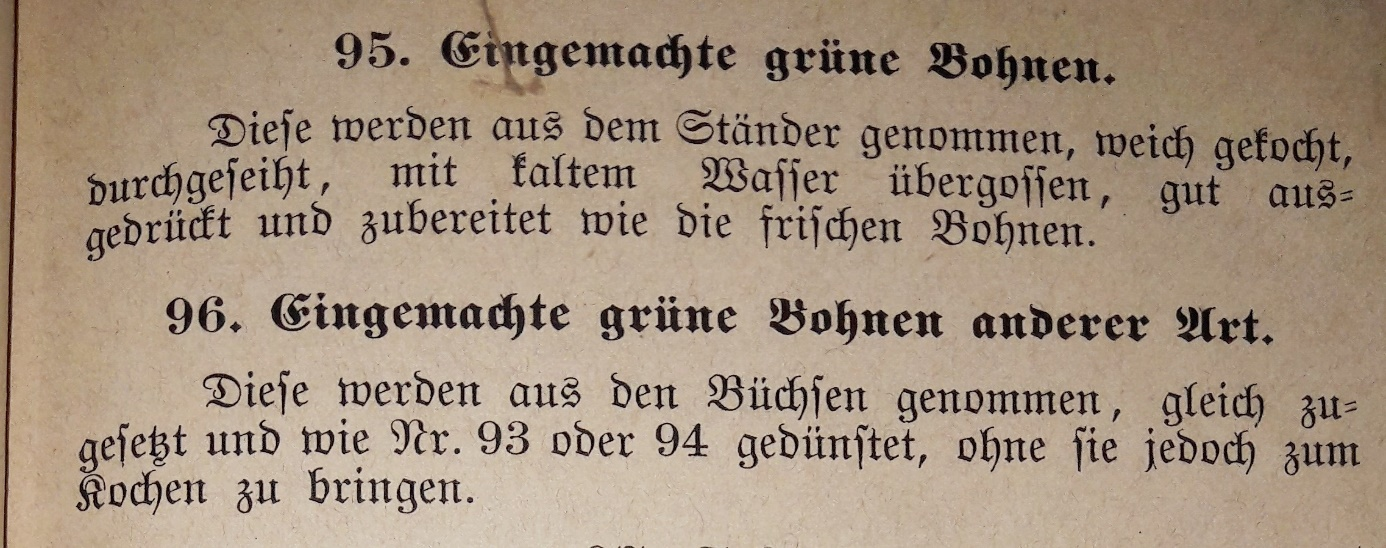 95. Eingemachte grüne Bohnen.
Dieſe werden aus dem Ständer genommen, weich gekocht,
durchgeſeiht, mit kaltem Waſſer übergoſſen, gut aus⸗
gedrückt und zubereitet wie die friſchen Bohnen.
96. Eingemachte grüne Bohnen anderer Art.
Dieſe werden aus den Büchſen genommen, gleich zu⸗
geſetzt und wie Nr. 93 oder 94 gedünſtet, ohne ſie jedoch zum
Kochen zu bringen.